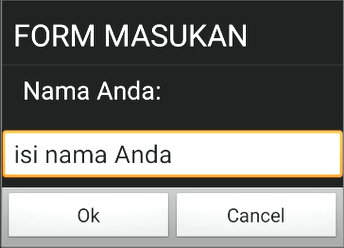 FORM MASUKAN
Nama Anda:
isi nama Anda
Ok
Cancel